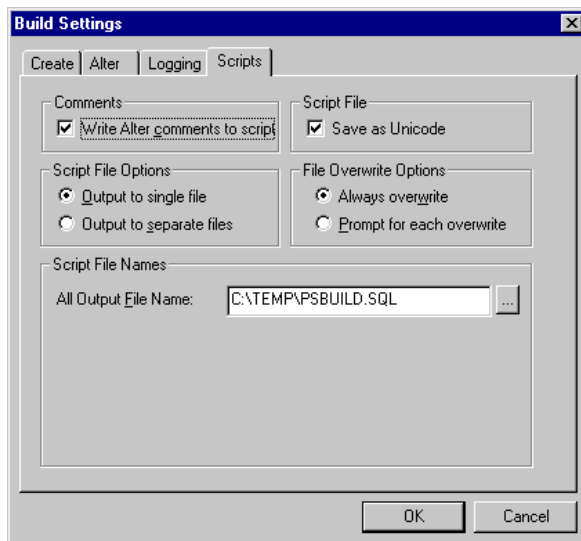 Build Settings
Create Alter Logging Scripts
Comments
Write Alter comments to script
Script File
Save as Unicode
Script File Options
Output to single file
Output to separate files
File Overwrite Options
Always overwrite
Prompt for each overwrite
Script File Names
All Output File Name: C:\TEMP\PSBUILD.SQL ...
OK Cancel